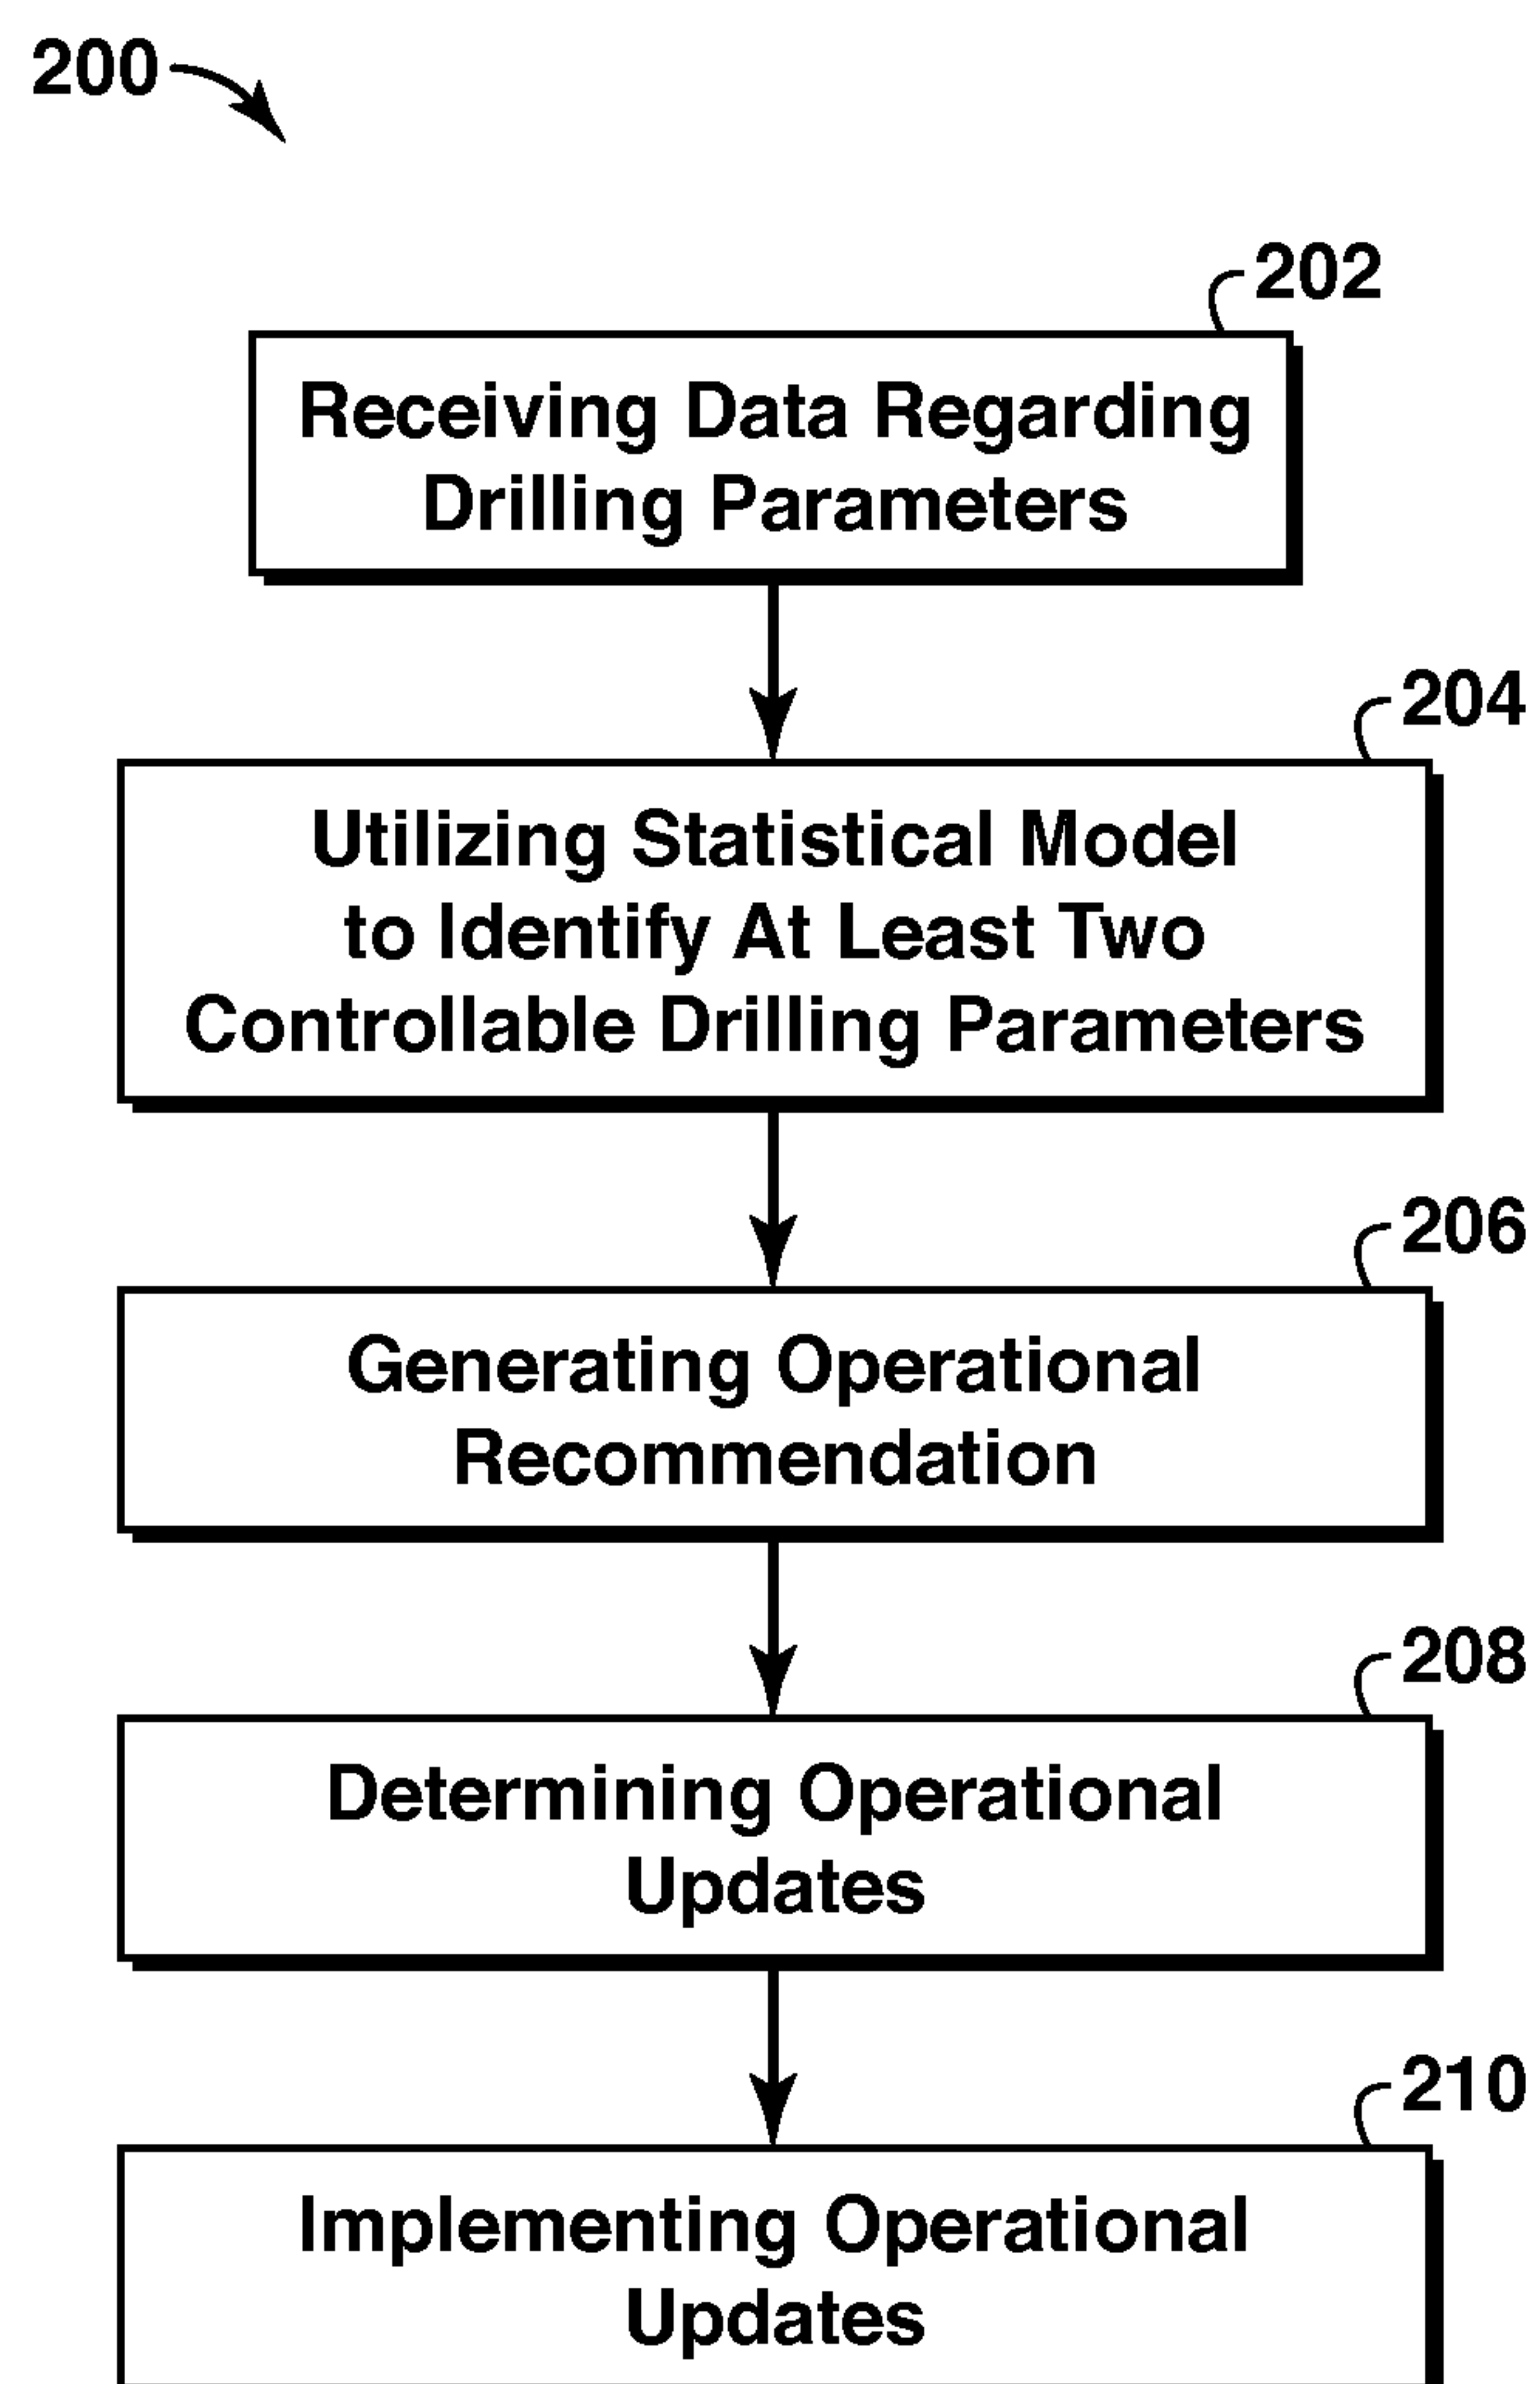 200
202
Receiving Data Regarding
Drilling Parameters
204
Utilizing Statistical Model
to Identify At Least Two
Controllable Drilling Parameters
206
Generating Operational
Recommendation
208
Determining Operational
Updates
210
Implementing Operational
Updates